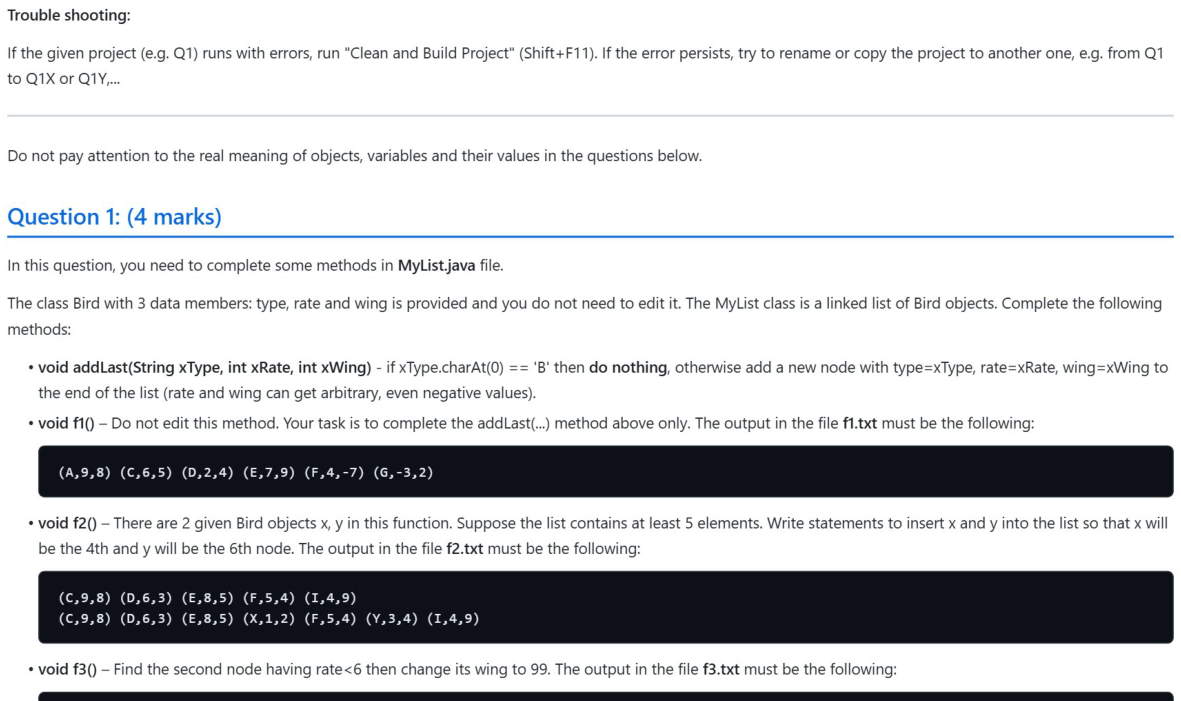 Trouble shooting:
If the given project (e.g. Q1) runs with errors, run "Clean and Build Project" (Shift+F11). If the error persists, try to rename or copy the project to another one, e.g. from Q1
to Q1X or Q1Y,...
Do not pay attention to the real meaning of objects, variables and their values in the questions below.
Question 1: (4 marks)
In this question, you need to complete some methods in MyList.java file.
The class Bird with 3 data members: type, rate and wing is provided and you do not need to edit it. The MyList class is a linked list of Bird objects. Complete the following
methods:
• void addLast(String xType, int xRate, int xWing) - if xType.charAt(0) == 'B' then do nothing, otherwise add a new node with type=xType, rate=xRate, wing=xWing to
the end of the list (rate and wing can get arbitrary, even negative values).
• void f1() – Do not edit this method. Your task is to complete the addLast(...) method above only. The output in the file f1.txt must be the following:
(A,9,8) (C,6,5) (D,2,4) (E,7,9) (F,4,-7) (G,-3,2)
• void f2() – There are 2 given Bird objects x, y in this function. Suppose the list contains at least 5 elements. Write statements to insert x and y into the list so that x will
be the 4th and y will be the 6th node. The output in the file f2.txt must be the following:
(C,9,8) (D,6,3) (E,8,5) (F,5,4) (I,4,9)
(C,9,8) (D,6,3) (E,8,5) (X,1,2) (F,5,4) (Y,3,4) (I,4,9)
• void f3() – Find the second node having rate<6 then change its wing to 99. The output in the file f3.txt must be the following: